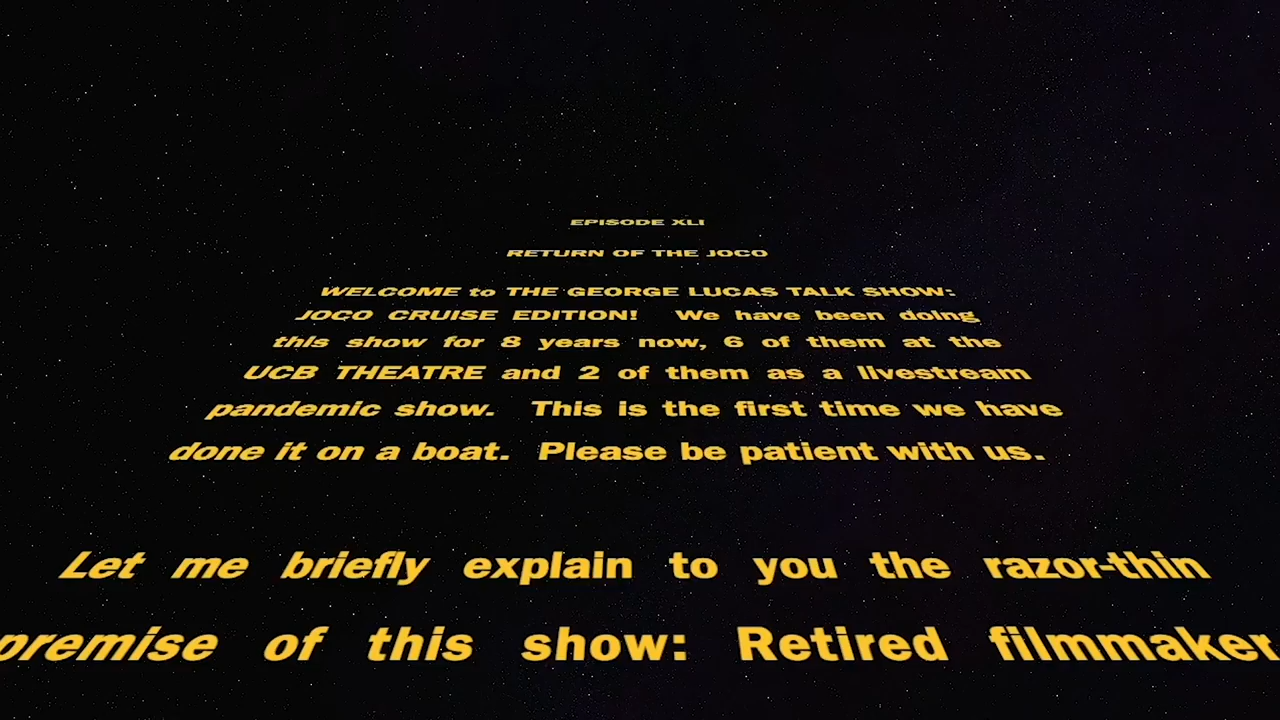 EPISODE XLI
RETURN OF THE JOCO
WELCOME to THE GEORGE LUCAS TALK SHOW:
JOCO CRUISE EDITION! We have been doing
this show for 8 years now, 6 of them at the
UCB THEATRE and 2 of them as a livestream
pandemic show. This is the first time we have
done it on a boat. Please be patient with us.
Let me briefly explain to you the razor-thin
premise of this show: Retired filmmaker